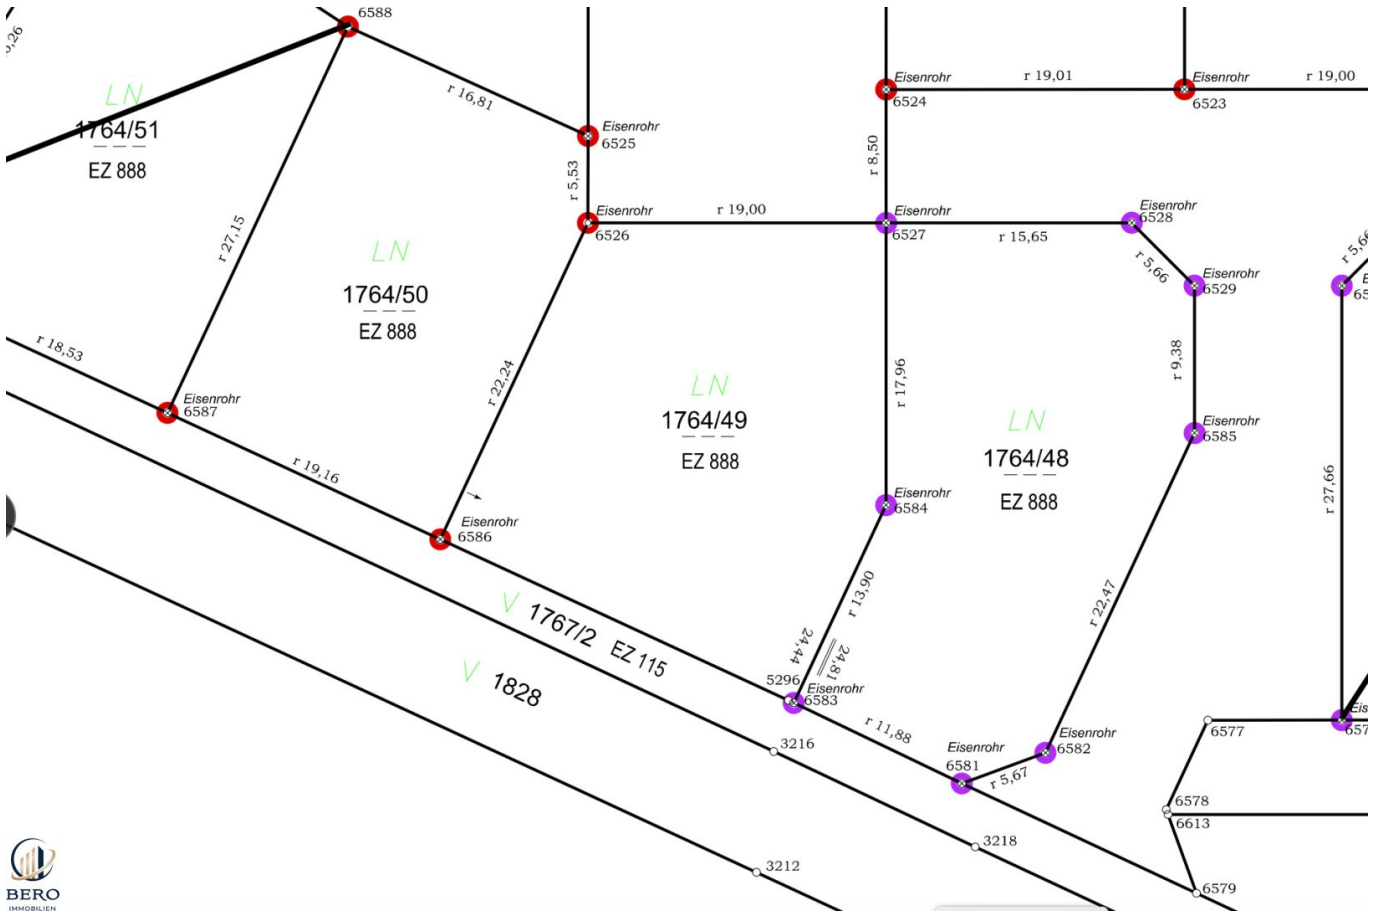 6588
LN
1764/51
EZ 888
r 16,81
Eisenrohr
6525
r 5,53
Eisenrohr
6526
r 27,15
LN
1764/50
EZ 888
r 18,53
Eisenrohr
6587
r 19,16
r 22,24
Eisenrohr
6586
r 19,00
Eisenrohr
6524
r 19,01
Eisenrohr
6523
r 19,00
r 8,50
Eisenrohr
6527
r 15,65
Eisenrohr
6528
r 5,66
Eisenrohr
6529
r 9,38
Eisenrohr
6585
r 17,96
LN
1764/49
EZ 888
LN
1764/48
EZ 888
Eisenrohr
6584
r 13,90
24,44
24,81
5296
Eisenrohr
6583
r 11,88
Eisenrohr
6581
r 5,67
Eisenrohr
6582
r 22,47
r 27,66
V 1767/2 EZ 115
V 1828
3216
3218
3212
6577
6578
6613
6579
BERO
IMMOBILIEN